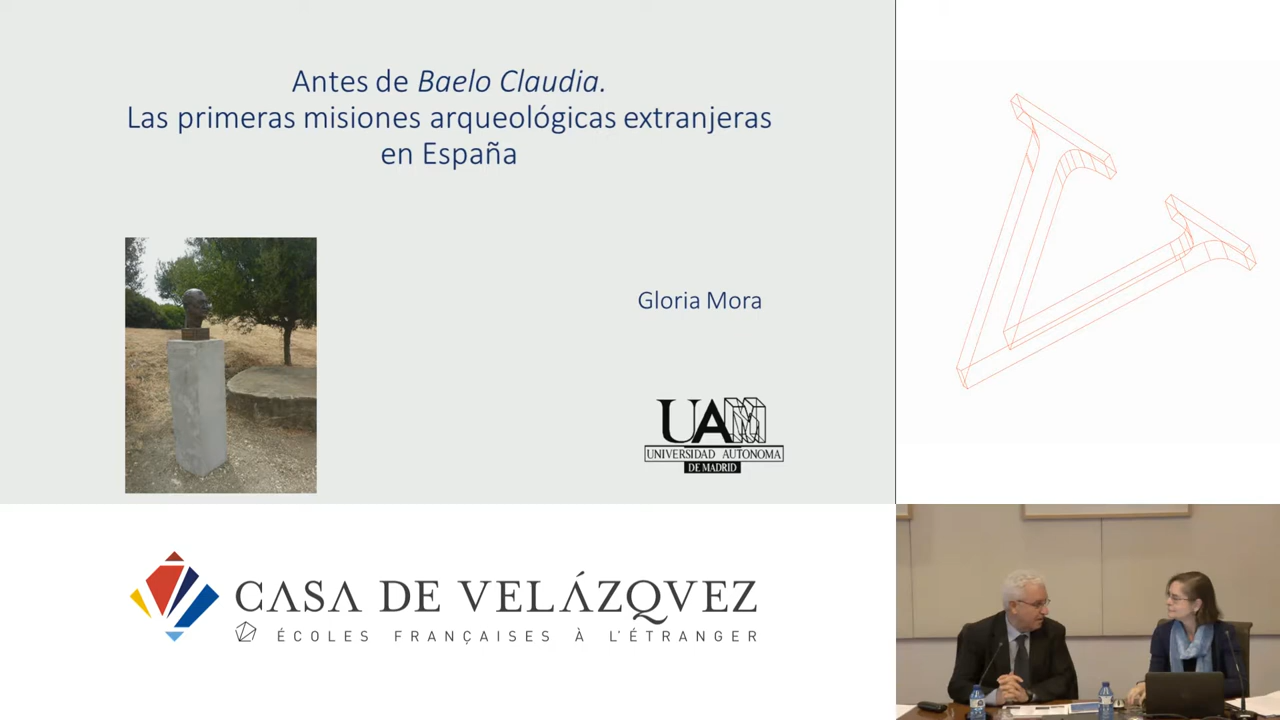 Antes de Baelo Claudia.
Las primeras misiones arqueológicas extranjeras
en España
Gloria Mora
UAM
UNIVERSIDAD AUTONOMA
DE MADRID
CASA DE VELÁZQVEZ
ÉCOLES FRANÇAISES À L'ÉTRANGER